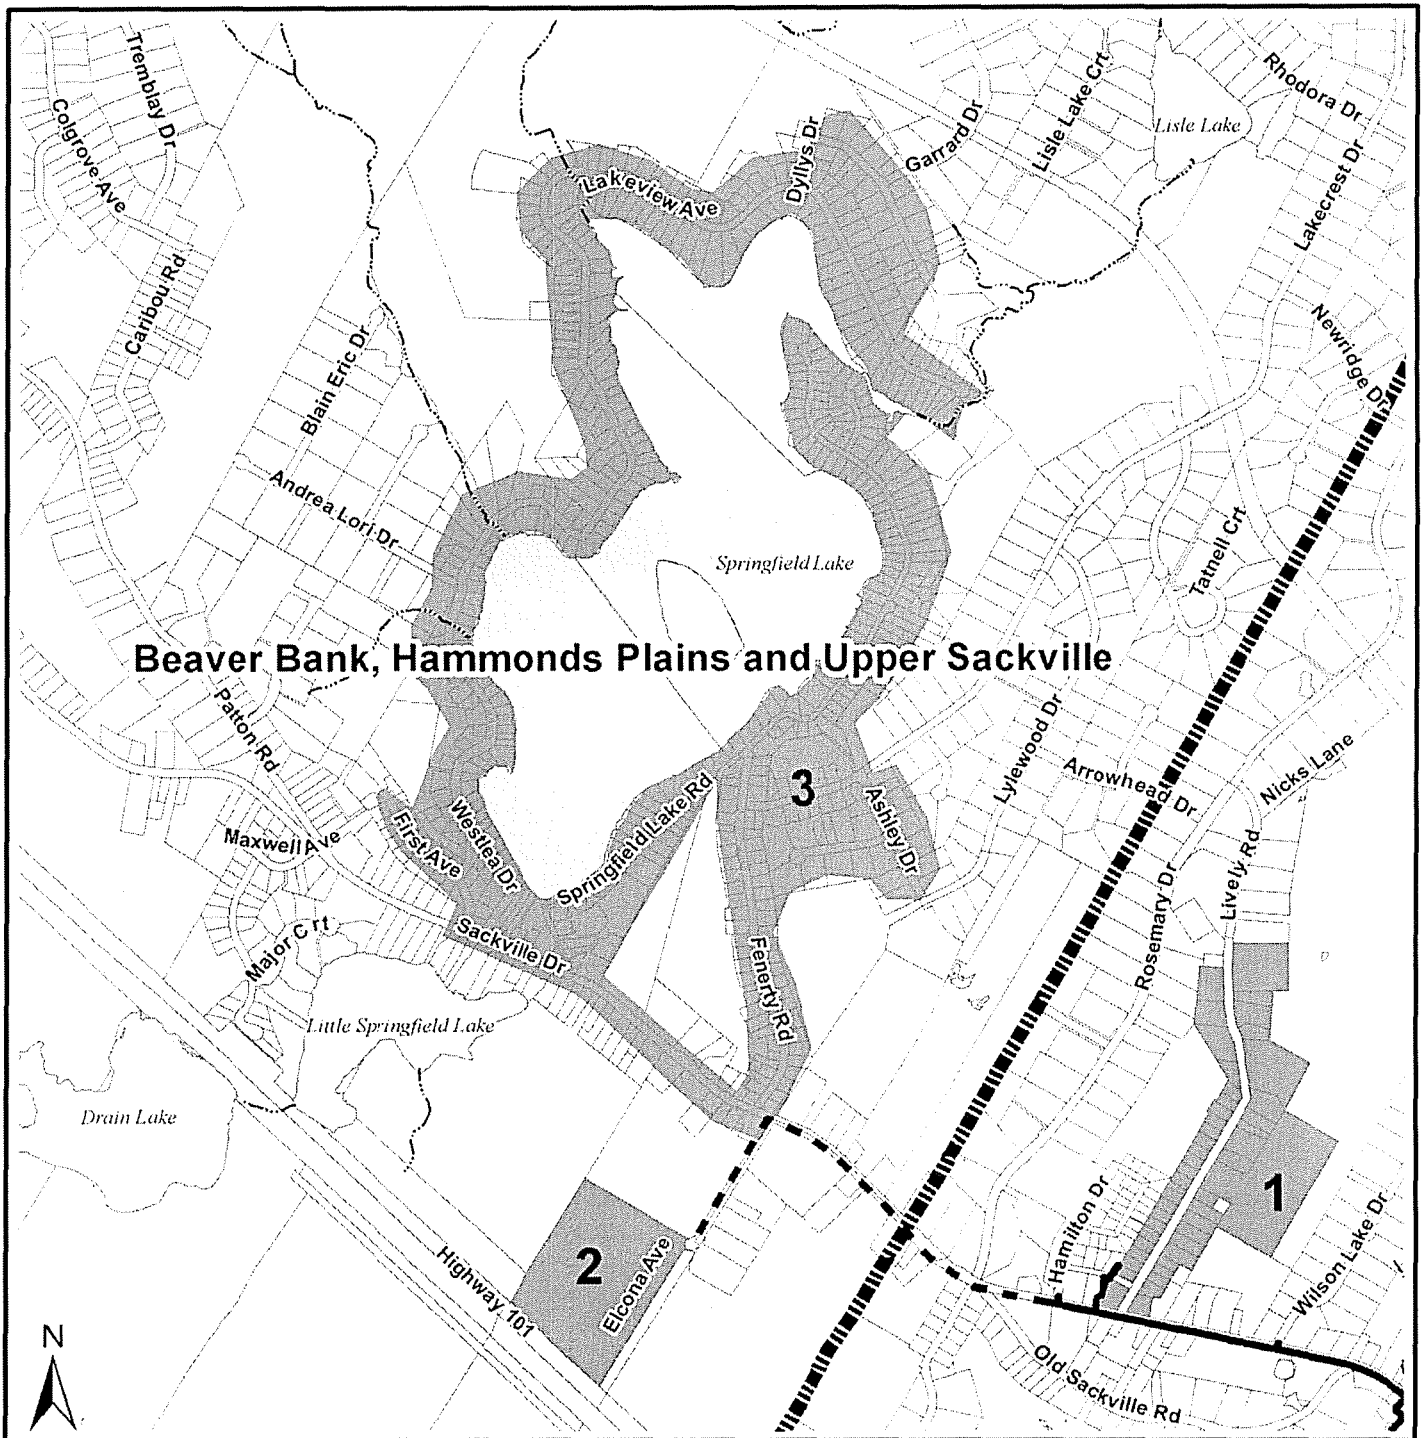 Tremblay Dr
Colgrove Ave
Caribou Rd
Blain Eric Dr
Andrea Lori Dr
Lakeview Ave
Dyllys Dr
Garrard Dr
Lisle Lake Crt
Lisle Lake
Rhodora Dr
Lakecrest Dr
Newridge Dr
Tatnell Crt
Springfield Lake
Beaver Bank, Hammonds Plains and Upper Sackville
Patton Rd
Maxwell Ave
First Ave
Westlea Dr
Springfield Lake Rd
3
Ashley Dr
Lylewood Dr
Arrowhead Dr
Nicks Lane
Lively Rd
Rosemary Dr
Major Crt
Sackville Dr
Fenerty Rd
Little Springfield Lake
Drain Lake
Highway 101
2
Elcona Ave
Hamilton Dr
1
Wilson Lake Dr
Old Sackville Rd
N